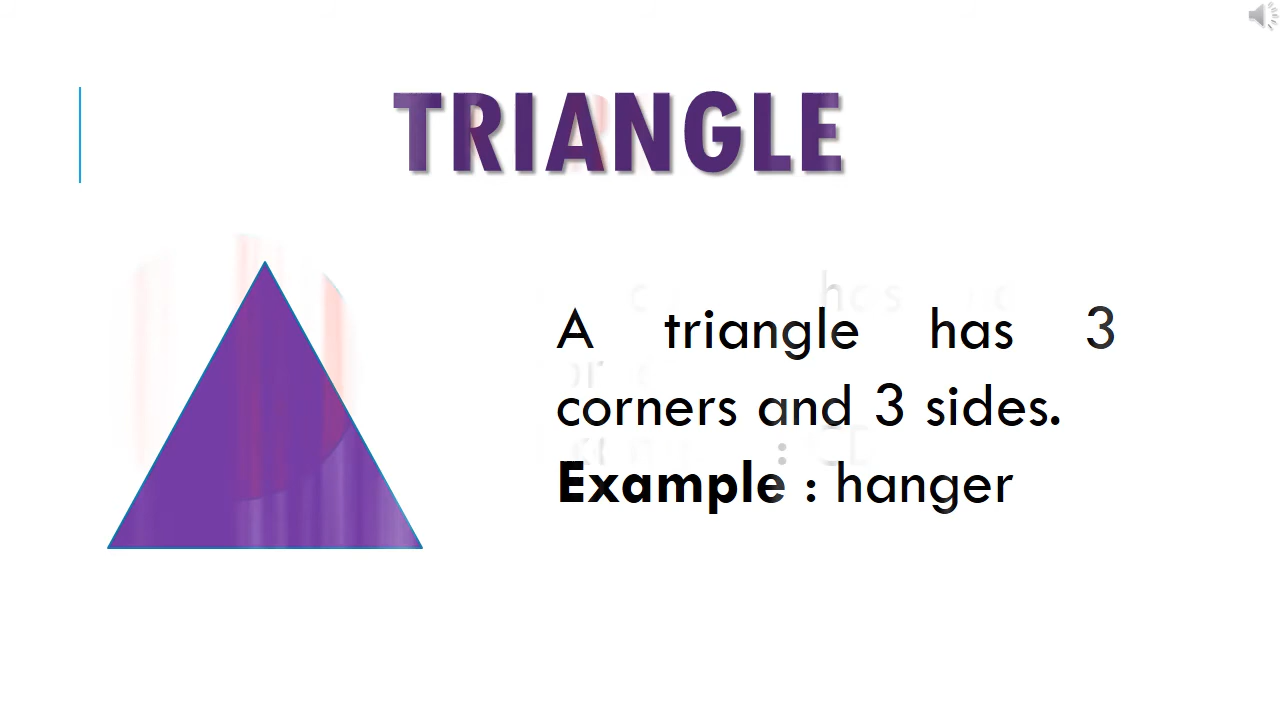 TRIANGLE
A triangle has 3
corners and 3 sides.
Example : hanger